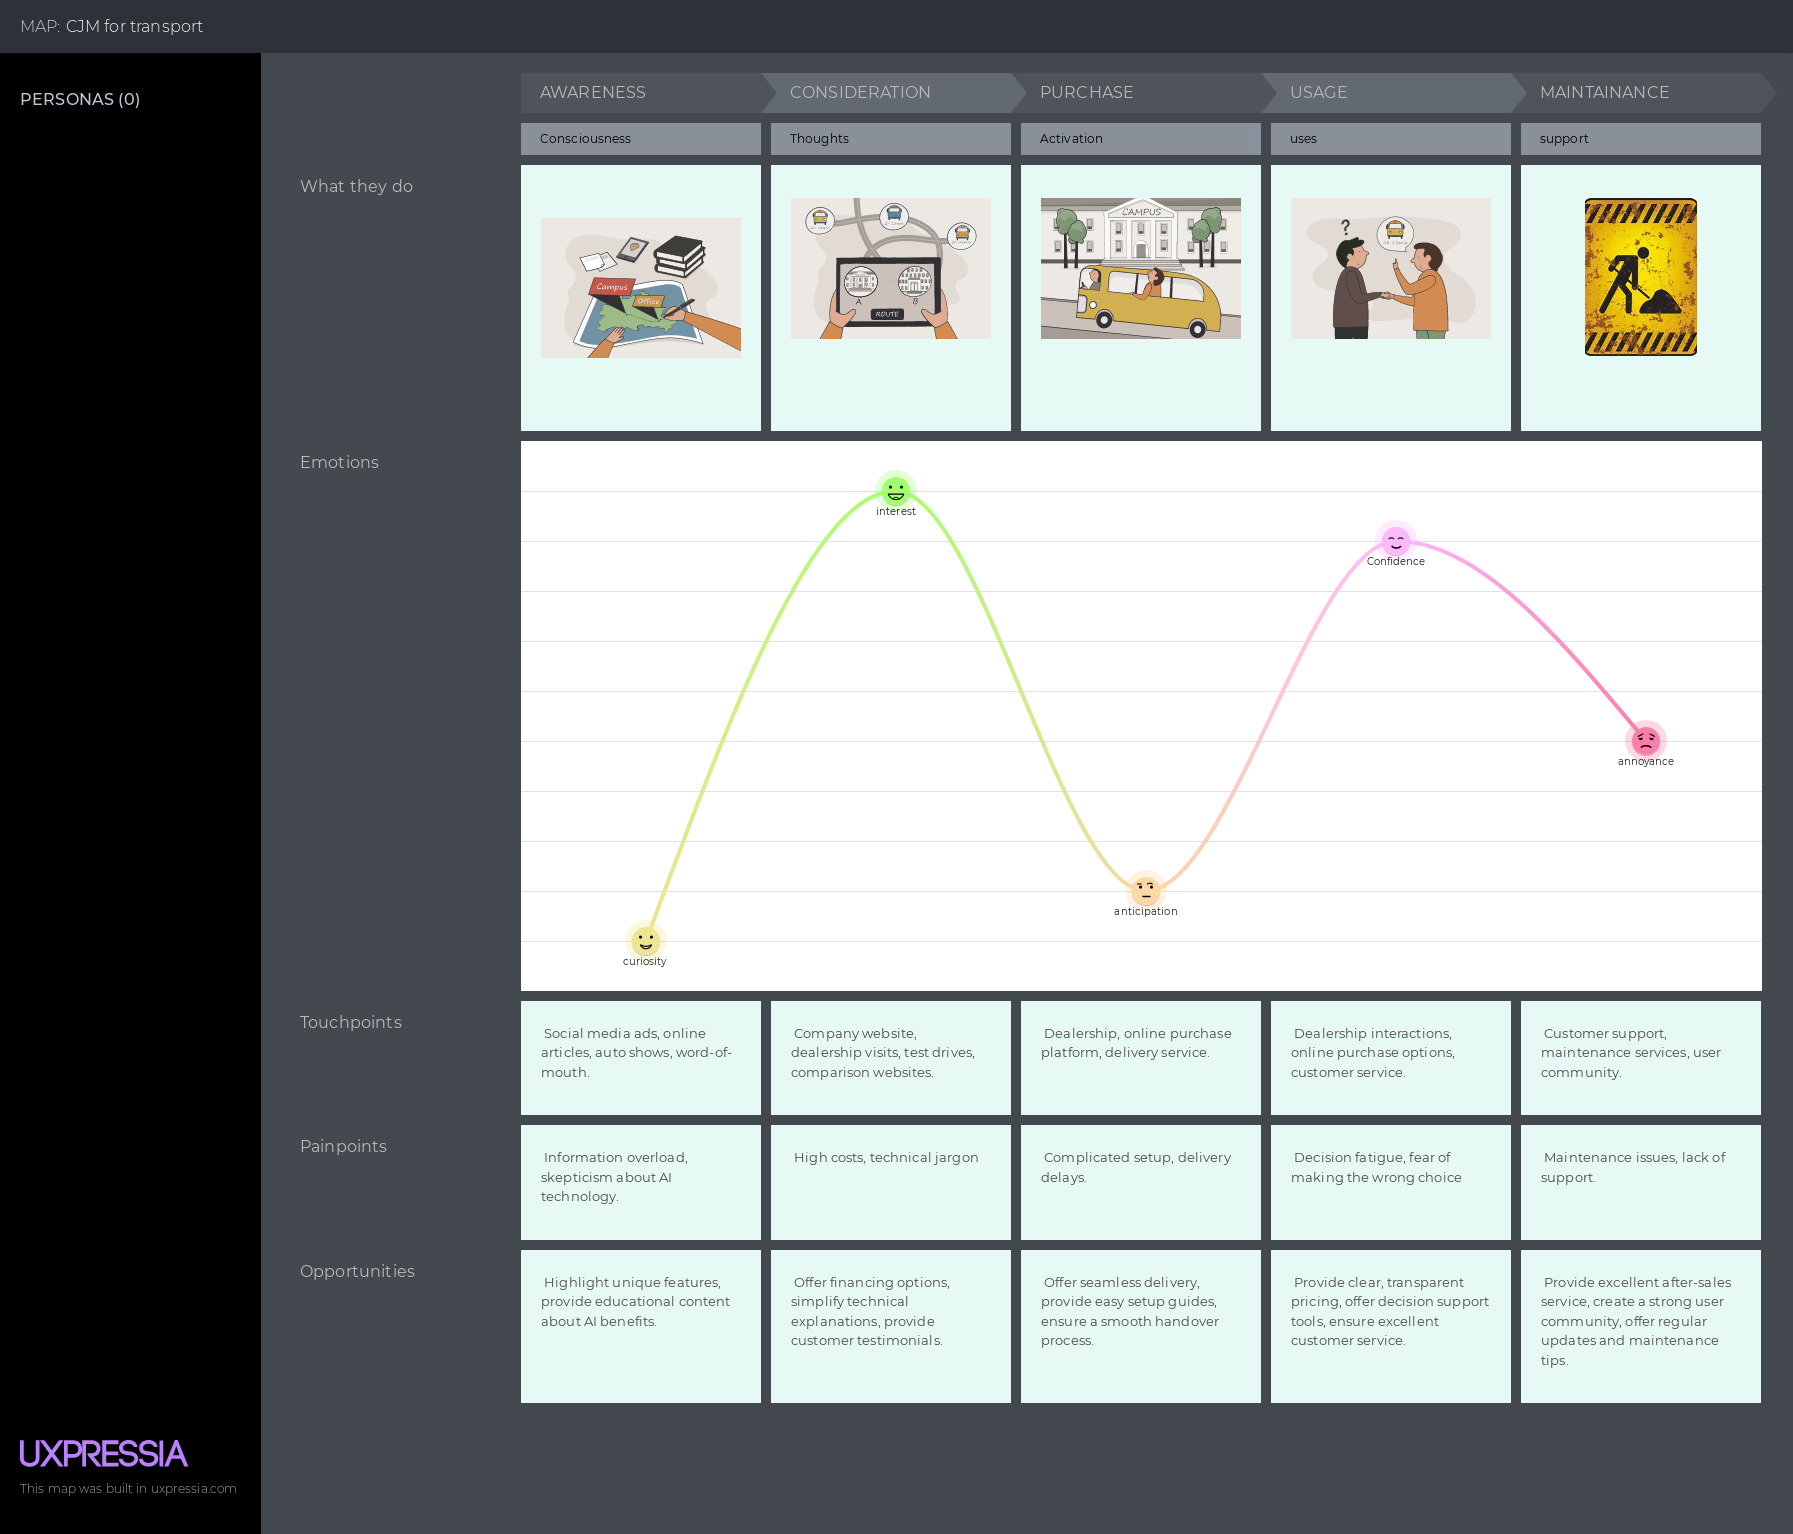 MAP: CJM for transport
PERSONAS (0)
AWARENESS
CONSIDERATION
PURCHASE
USAGE
MAINTAINANCE
Consciousness
Thoughts
Activation
uses
support
What they do
Campus
Office
A
B
ROUTE
CAMPUS
?
Emotions
interest
Confidence
annoyance
anticipation
curiosity
Touchpoints
Social media ads, online
articles, auto shows, word-of-
mouth.
Company website,
dealership visits, test drives,
comparison websites.
Dealership, online purchase
platform, delivery service.
Dealership interactions,
online purchase options,
customer service.
Customer support,
maintenance services, user
community.
Painpoints
Information overload,
skepticism about AI
technology.
High costs, technical jargon
Complicated setup, delivery
delays.
Decision fatigue, fear of
making the wrong choice
Maintenance issues, lack of
support.
Opportunities
Highlight unique features,
provide educational content
about AI benefits.
Offer financing options,
simplify technical
explanations, provide
customer testimonials.
Offer seamless delivery,
provide easy setup guides,
ensure a smooth handover
process.
Provide clear, transparent
pricing, offer decision support
tools, ensure excellent
customer service.
Provide excellent after-sales
service, create a strong user
community, offer regular
updates and maintenance
tips.
UXPRESSIA
This map was built in uxpressia.com